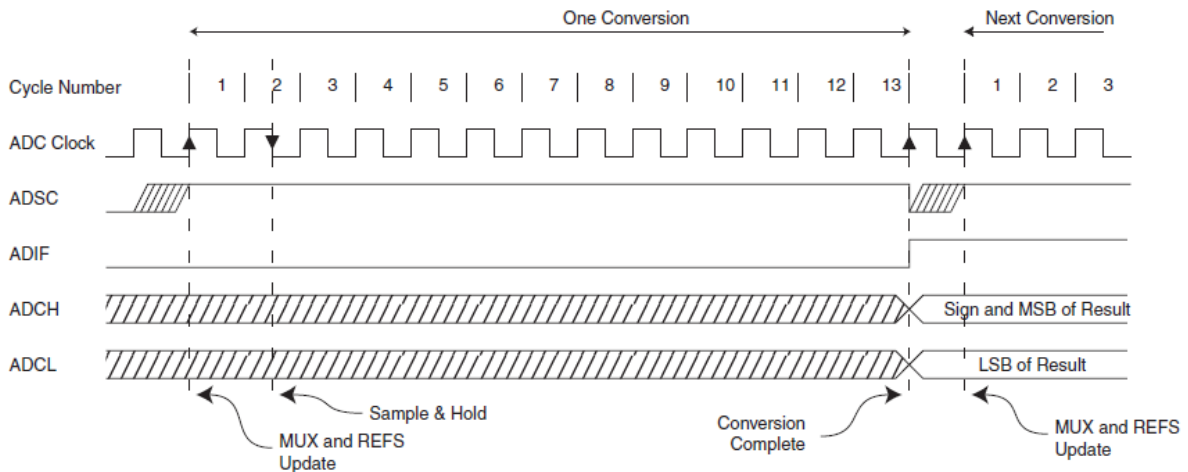 One Conversion
Next Conversion
Cycle Number 1 2 3 4 5 6 7 8 9 10 11 12 13 1 2 3
ADC Clock
ADSC
ADIF
ADCH
Sign and MSB of Result
ADCL
LSB of Result
MUX and REFS
Update
Sample & Hold
Conversion
Complete
MUX and REFS
Update